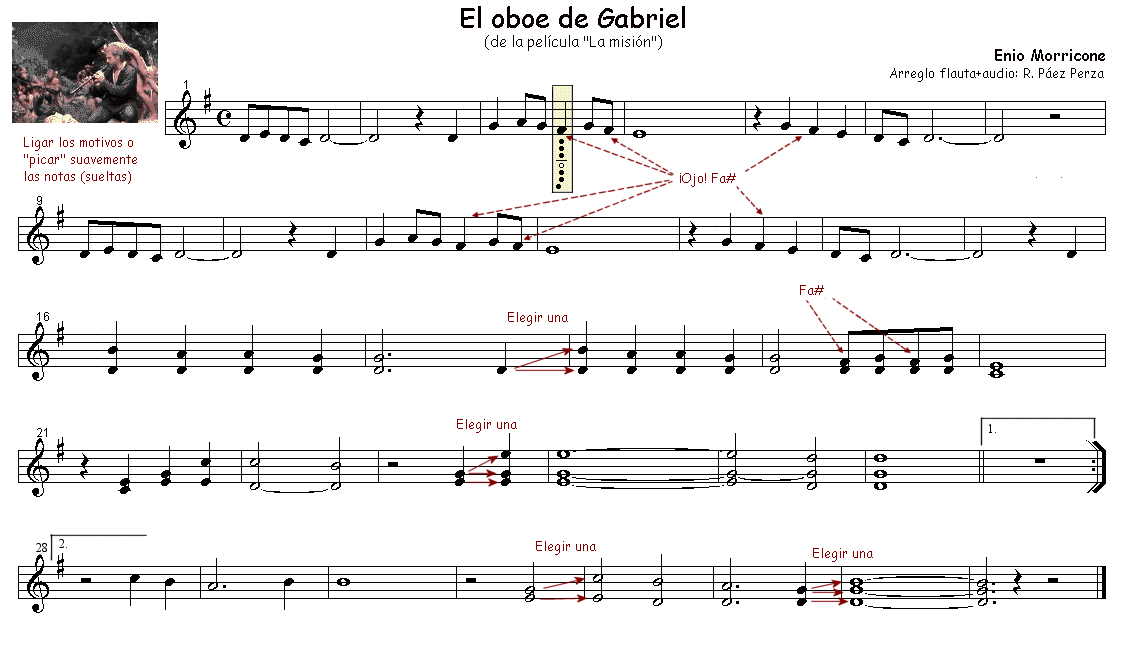 El oboe de Gabriel
(de la película "La misión")
Enio Morricone
Arreglo flauta+audio: R. Páez Perza
1
Ligar los motivos o
"picar" suavemente
las notas (sueltas)
¡Ojo! Fa#
9
Fa#
16
Elegir una
21
Elegir una
1.
28
2.
Elegir una
Elegir una